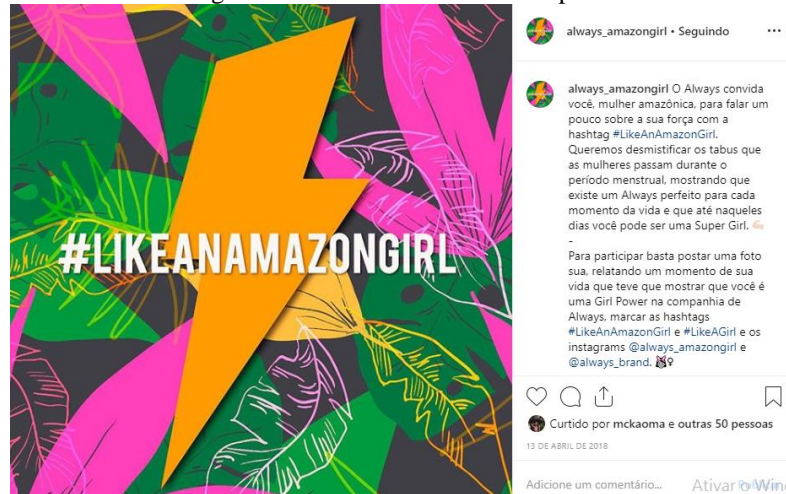 #LIKEANAMAZONGIRL
always_amazongirl • Seguindo
always_amazongirl O Always convida
você, mulher amazônica, para falar um
pouco sobre a sua força com a
hashtag #LikeAnAmazonGirl.
Queremos desmistificar os tabus que
as mulheres passam durante o
período menstrual, mostrando que
existe um Always perfeito para cada
momento da vida e que até naqueles
dias você pode ser uma Super Girl.
-
Para participar basta postar uma foto
sua, relatando um momento de sua
vida que teve que mostrar que você é
uma Girl Power na companhia de
Always, marcar as hashtags
#LikeAnAmazonGirl e #LikeAGirl e os
instagrams @always_amazongirl e
@always_brand.
Curtido por mckaoma e outras 50 pessoas
13 DE ABRIL DE 2018
Adicione um comentário...
Ativar o Win